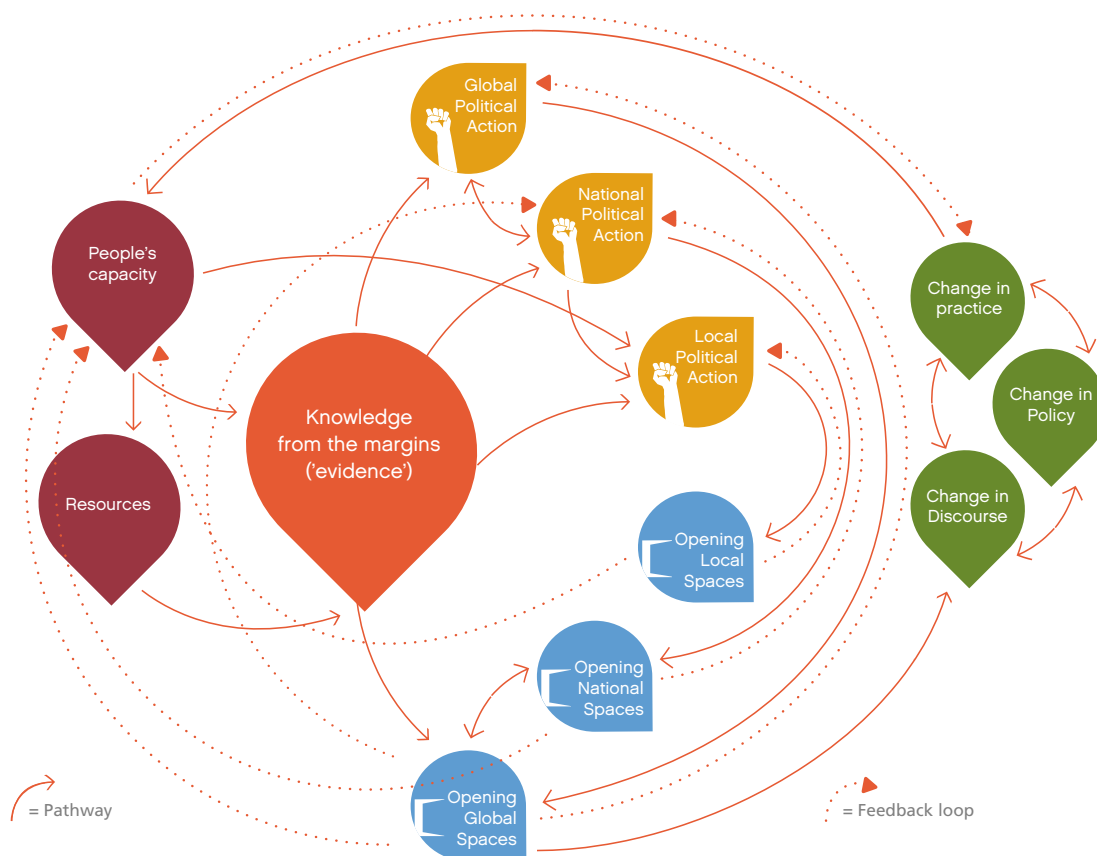 Global
Political
Action
National
Political
Action
People's
capacity
Change in
practice
Local
Political
Action
Change in
Policy
Knowledge
from the margins
('evidence')
Resources
Change in
Discourse
Opening
Local
Spaces
Opening
National
Spaces
Opening
Global
Spaces
= Pathway
= Feedback loop